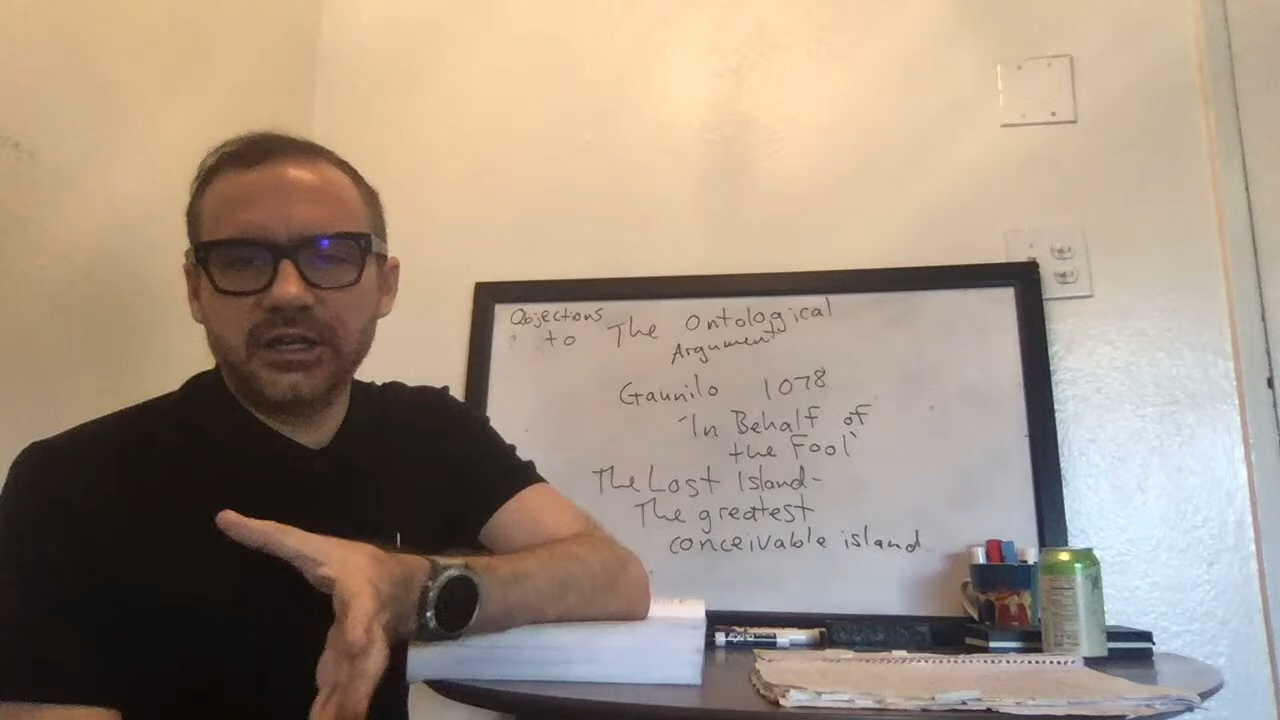 Objections
to The Ontological
Argument
Gaunilo 1078
"In Behalf of
the Fool"
The Lost Island-
The greatest
conceivable island
EXPO